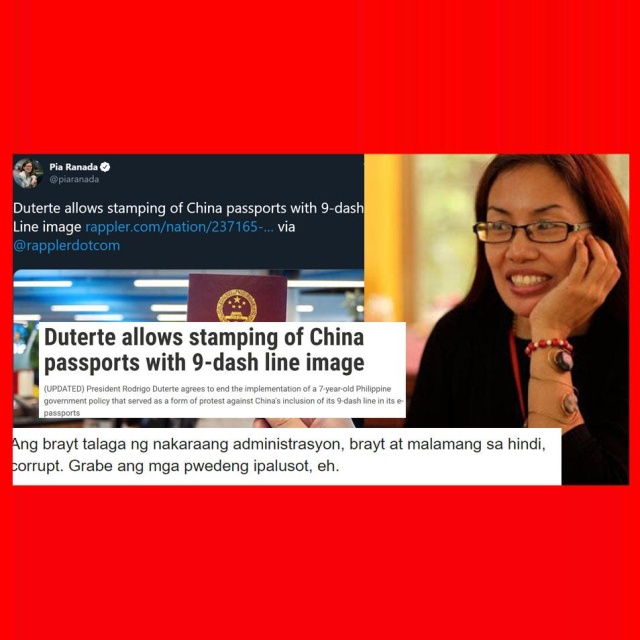 Pia Ranada
@piaranada
Duterte allows stamping of China passports with 9-dash
Line image rappler.com/nation/237165-... via
@rapplerdotcom
Duterte allows stamping of China
passports with 9-dash line image
(UPDATED) President Rodrigo Duterte agrees to end the implementation of a 7-year-old Philippine
government policy that served as a form of protest against China's inclusion of its 9-dash line in its e-
passports
Ang brayt talaga ng nakaraang administrasyon, brayt at malamang sa hindi,
corrupt. Grabe ang mga pwedeng ipalusot, eh.